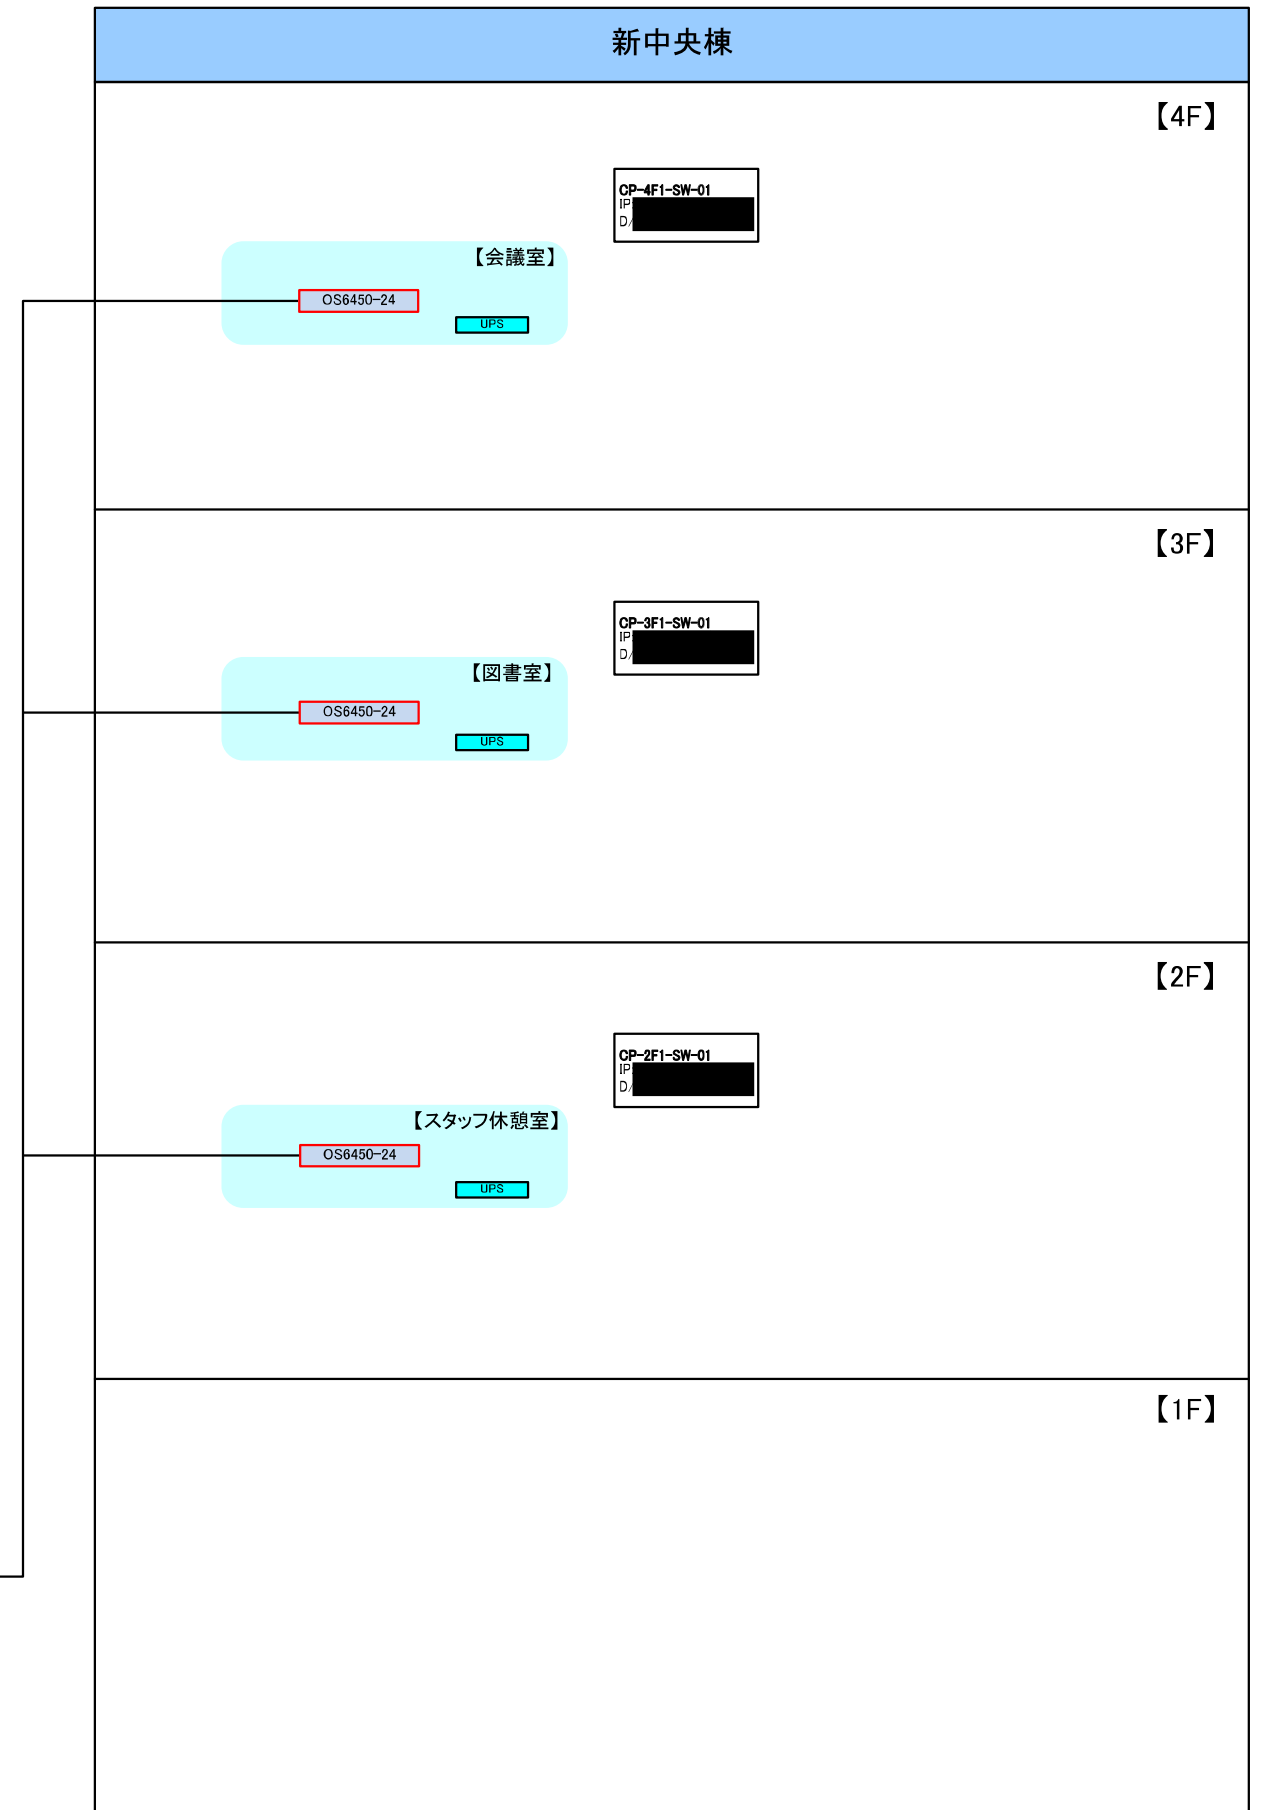 新中央棟
【4F】
CP-4F1-SW-01
IP
D/
【会議室】
OS6450-24
UPS
【3F】
CP-3F1-SW-01
IP
D/
【図書室】
OS6450-24
UPS
【2F】
CP-2F1-SW-01
IP
D/
【スタッフ休憩室】
OS6450-24
UPS
【1F】